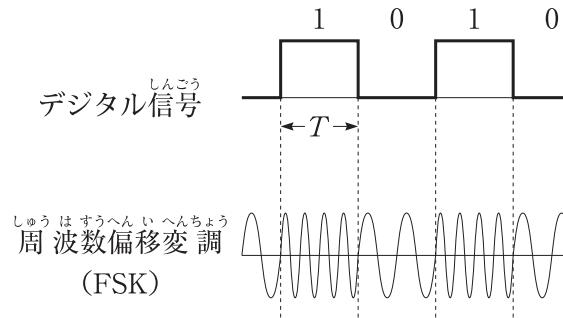 1 0 1 0
しんごう
デジタル信号
T
しゅう は すうへん い へんちょう
周波数偏移変調
(FSK)